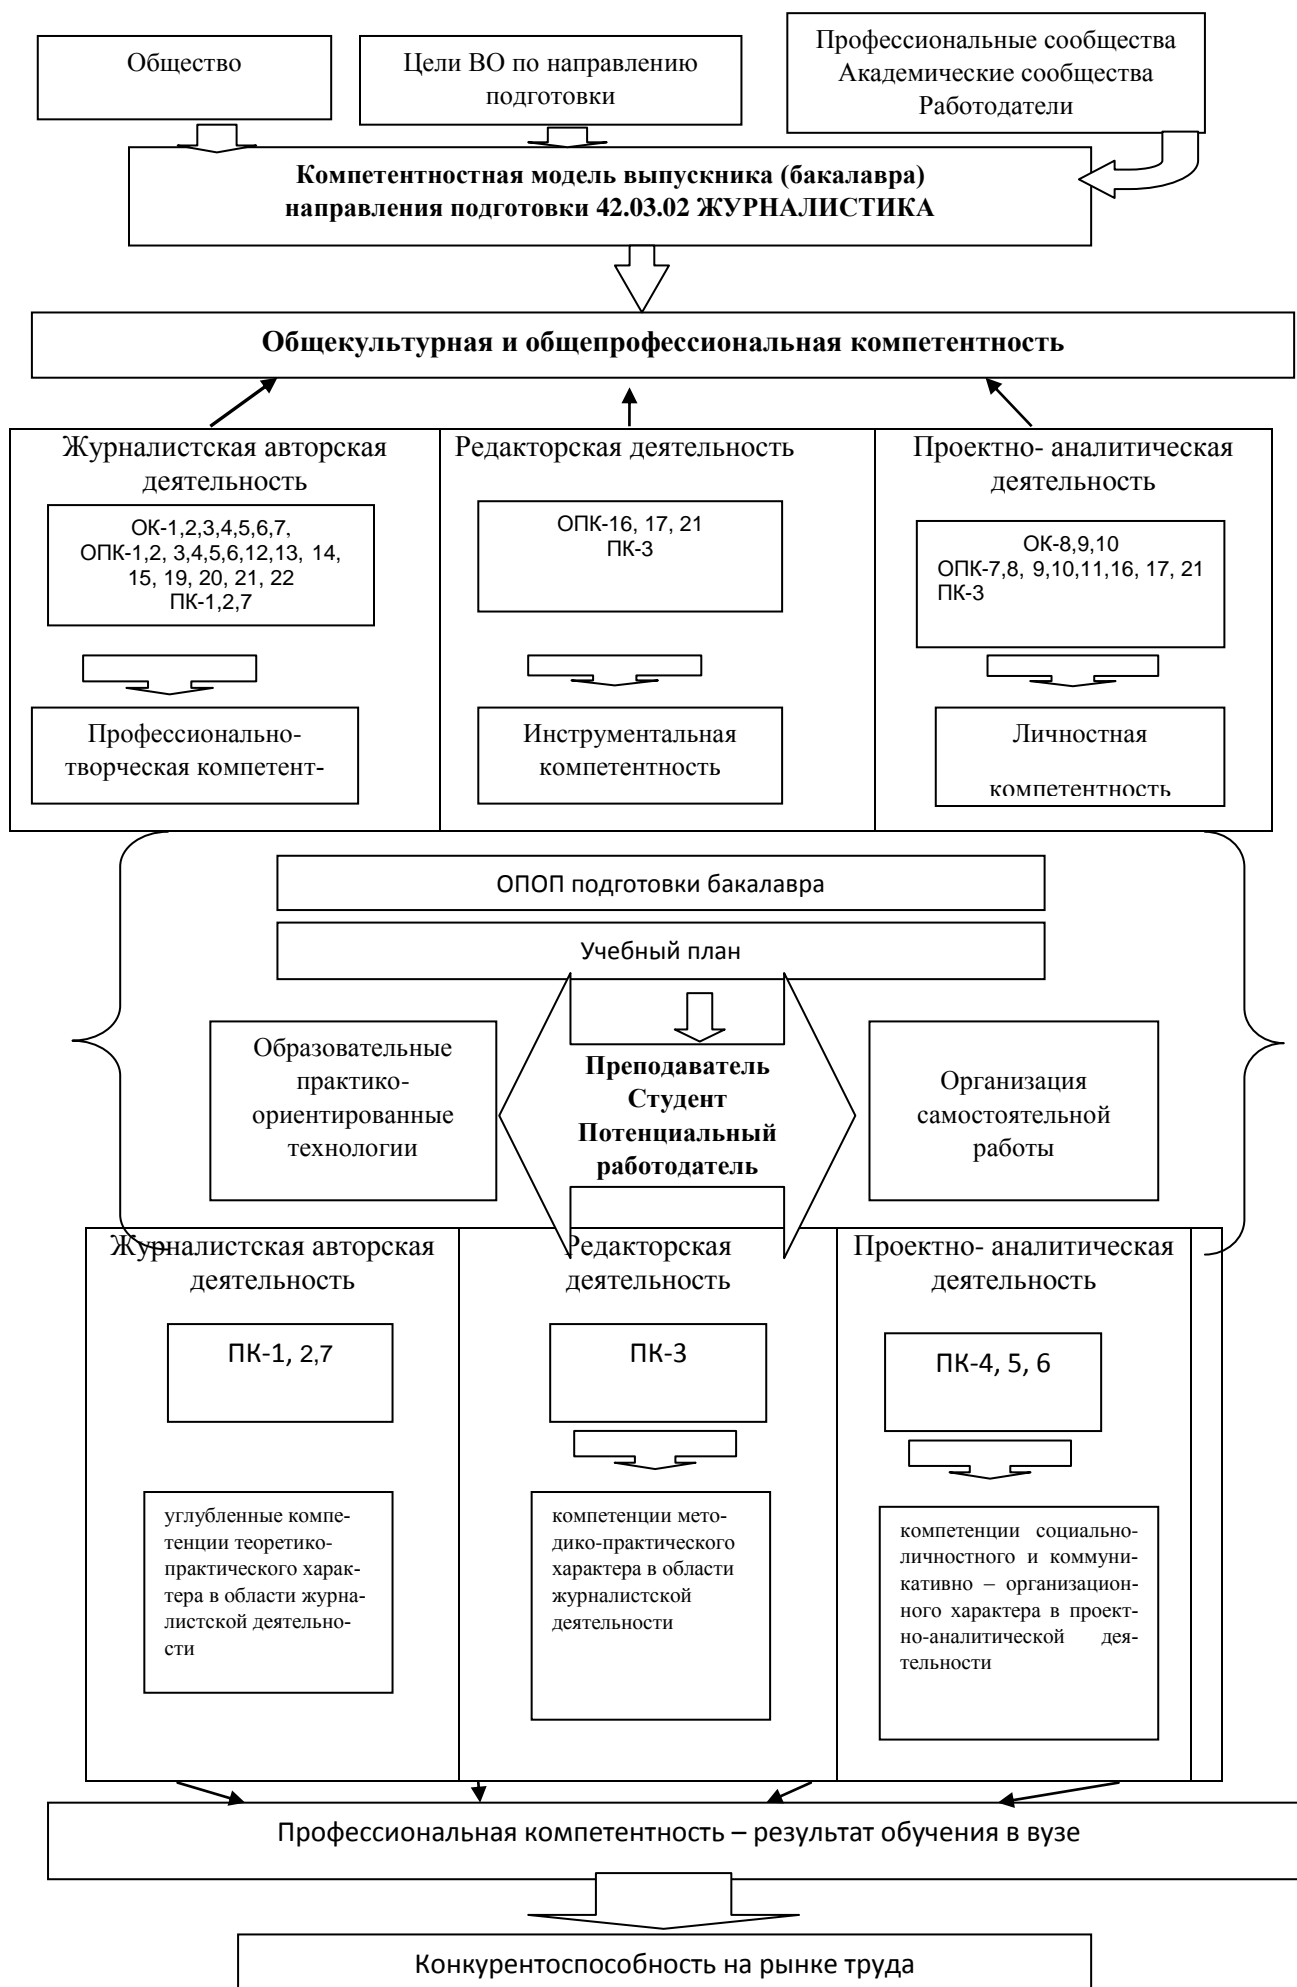 Общество
Цели ВО по направлению
подготовки
Профессиональные сообщества
Академические сообщества
Работодатели
Компетентностная модель выпускника (бакалавра)
направления подготовки 42.03.02 ЖУРНАЛИСТИКА
Общекультурная и общепрофессиональная компетентность
Журналистская авторская
деятельность
ОК-1,2,3,4,5,6,7,
ОПК-1,2, 3,4,5,6,12,13, 14,
15, 19, 20, 21, 22
ПК-1,2,7
Профессионально-
творческая компетент-
Редакторская деятельность
ОПК-16, 17, 21
ПК-3
Инструментальная
компетентность
Проектно- аналитическая
деятельность
ОК-8,9,10
ОПК-7,8, 9,10,11,16, 17, 21
ПК-3
Личностная
компетентность
ОПОП подготовки бакалавра
Учебный план
Образовательные
практико-
ориентированные
технологии
Преподаватель
Студент
Потенциальный
работодатель
Организация
самостоятельной
работы
Журналистская авторская
деятельность
ПК-1, 2,7
углубленные компе-
тенции теоретико-
практического харак-
тера в области журна-
листской деятельно-
сти
Редакторская
деятельность
ПК-3
компетенции мето-
дико-практического
характера в области
журналистской
деятельности
Проектно- аналитическая
деятельность
ПК-4, 5, 6
компетенции социально-
личностного и коммуни-
кативно – организацион-
ного характера в проект-
но-аналитической дея-
тельности
Профессиональная компетентность – результат обучения в вузе
Конкурентоспособность на рынке труда